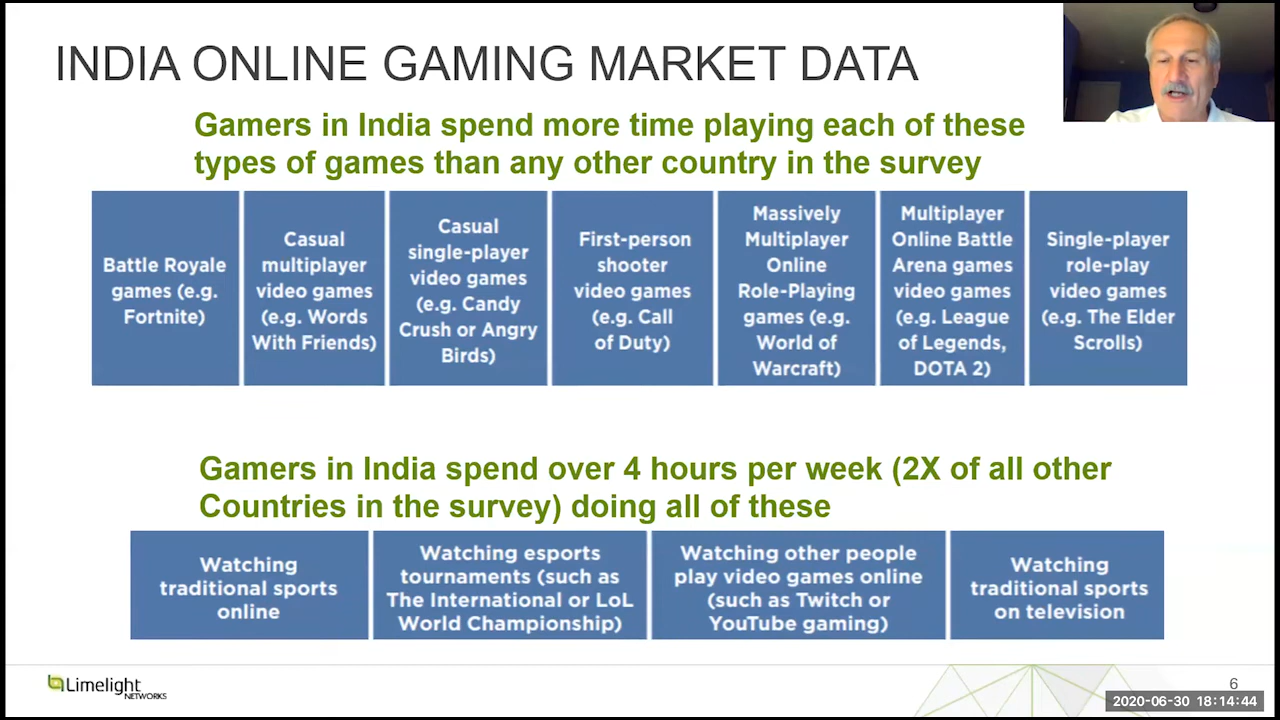 INDIA ONLINE GAMING MARKET DATA
Gamers in India spend more time playing each of these
types of games than any other country in the survey
Battle Royale
games (e.g.
Fortnite)
Casual
multiplayer
video games
(e.g. Words
With Friends)
Casual
single-player
video games
(e.g. Candy
Crush or Angry
Birds)
First-person
shooter
video games
(e.g. Call
of Duty)
Massively
Multiplayer
Online
Role-Playing
games (e.g.
World of
Warcraft)
Multiplayer
Online Battle
Arena games
video games
(e.g. League
of Legends,
DOTA 2)
Single-player
role-play
video games
(e.g. The Elder
Scrolls)
Gamers in India spend over 4 hours per week (2X of all other
Countries in the survey) doing all of these
Watching
traditional sports
online
Watching esports
tournaments (such as
The International or LoL
World Championship)
Watching other people
play video games online
(such as Twitch or
YouTube gaming)
Watching
traditional sports
on television
Limelight
NETWORKS
6
2020-06-30 18:14:44